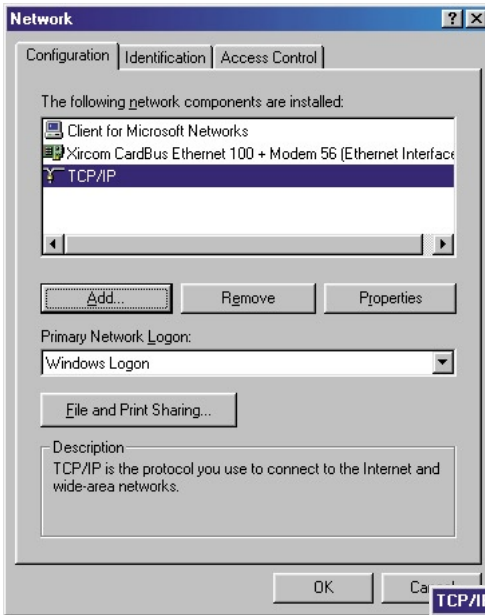 Network
Configuration Identification Access Control
The following network components are installed:
Client for Microsoft Networks
Xircom CardBus Ethernet 100 + Modem 56 (Ethernet Interface
TCP/IP
Add... Remove Properties
Primary Network Logon:
Windows Logon
File and Print Sharing...
Description
TCP/IP is the protocol you use to connect to the Internet and
wide-area networks.
OK